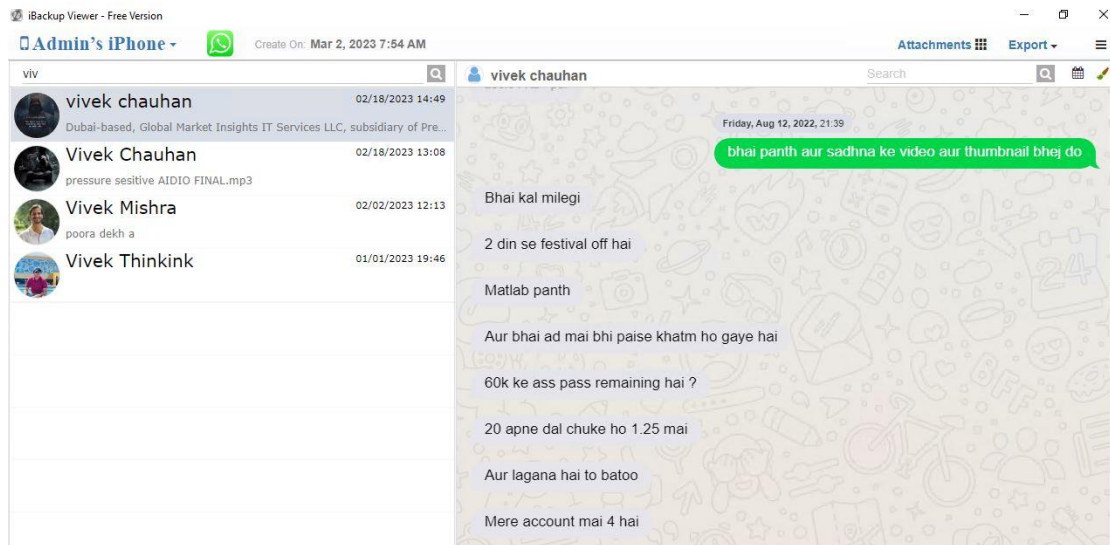 iBackup Viewer - Free Version
Admin's iPhone
Create On: Mar 2, 2023 7:54 AM
Attachments
Export
viv
vivek chauhan
02/18/2023 14:49
Dubai-based, Global Market Insights IT Services LLC, subsidiary of Pre...
Vivek Chauhan
02/18/2023 13:08
pressure sesitive AIDIO FINAL.mp3
Vivek Mishra
02/02/2023 12:13
poora dekh a
Vivek Thinkink
01/01/2023 19:46
vivek chauhan
Search
Friday, Aug 12, 2022, 21:39
bhai panth aur sadhna ke video aur thumbnail bhej do
Bhai kal milegi
2 din se festival off hai
Matlab panth
Aur bhai ad mai bhi paise khatm ho gaye hai
60k ke ass pass remaining hai ?
20 apne dal chuke ho 1.25 mai
Aur lagana hai to batoo
Mere account mai 4 hai